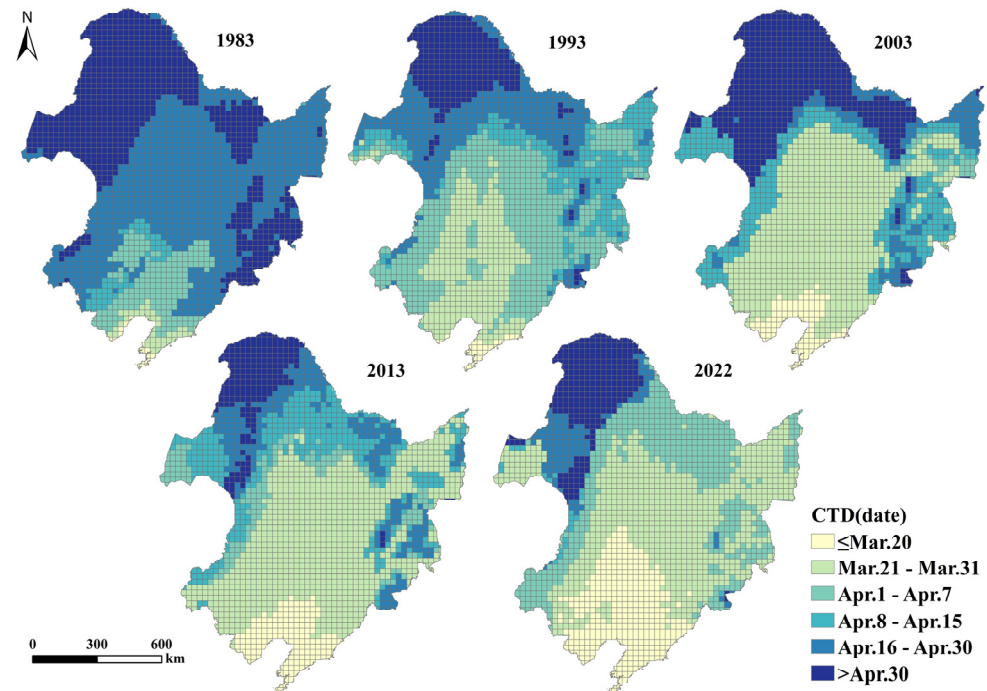 N
1983
1993
2003
2013
2022
CTD(date)
≤Mar.20
Mar.21 - Mar.31
Apr.1 - Apr.7
Apr.8 - Apr.15
Apr.16 - Apr.30
>Apr.30
0 300 600
km